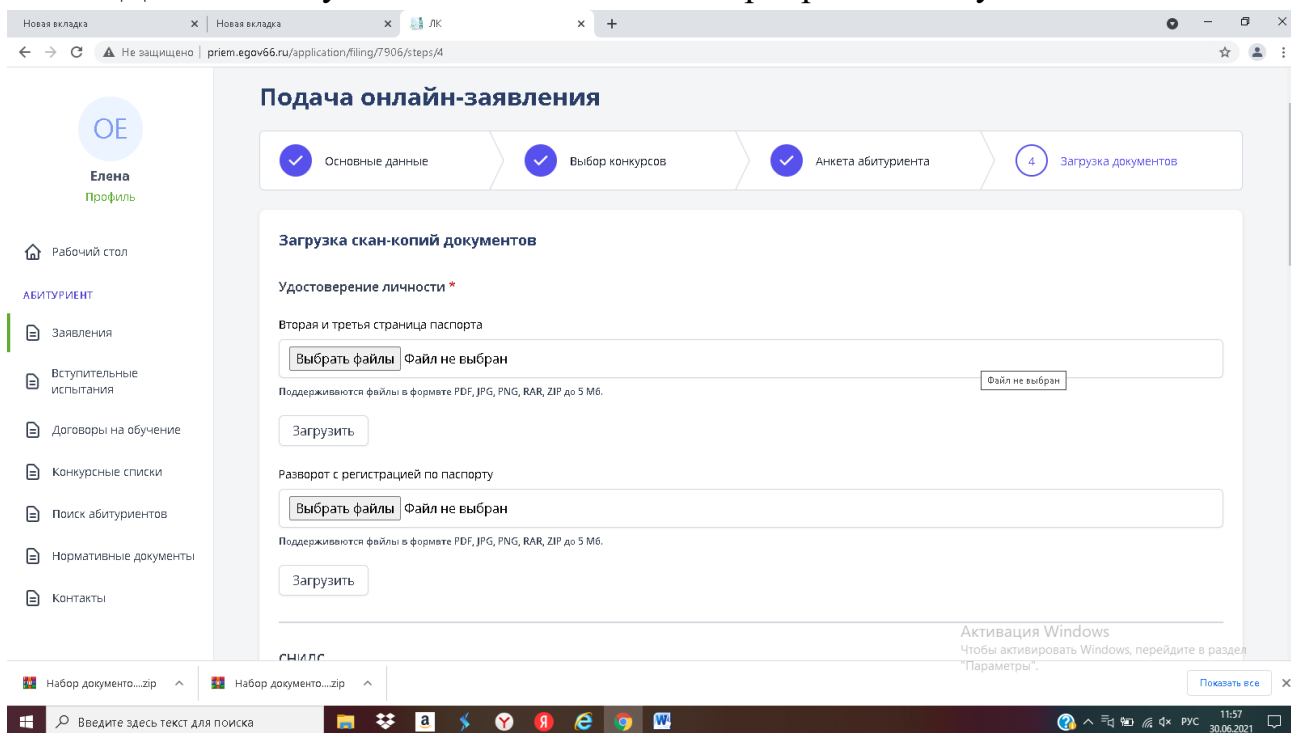 Новая вкладка
Новая вкладка
ЛК
Не защищено
priem.egov66.ru/application/filing/7906/steps/4
ОЕ
Елена
Профиль
Рабочий стол
АБИТУРИЕНТ
Заявления
Вступительные
испытания
Договоры на обучение
Конкурсные списки
Поиск абитуриентов
Нормативные документы
Контакты
Подача онлайн-заявления
Основные данные
Выбор конкурсов
Анкета абитуриента
4 Загрузка документов
Загрузка скан-копий документов
Удостоверение личности *
Вторая и третья страница паспорта
Выбрать файлы Файл не выбран
Файл не выбран
Поддерживаются файлы в формате PDF, JPG, PNG, RAR, ZIP до 5 Мб.
Загрузить
Разворот с регистрацией по паспорту
Выбрать файлы Файл не выбран
Поддерживаются файлы в формате PDF, JPG, PNG, RAR, ZIP до 5 Мб.
Загрузить
СНИЛС
Активация Windows
Чтобы активировать Windows, перейдите в раздел
"Параметры".
Набор документо....zip
Набор документо....zip
Показать все
Введите здесь текст для поиска
РУС
11:57
30.06.2021